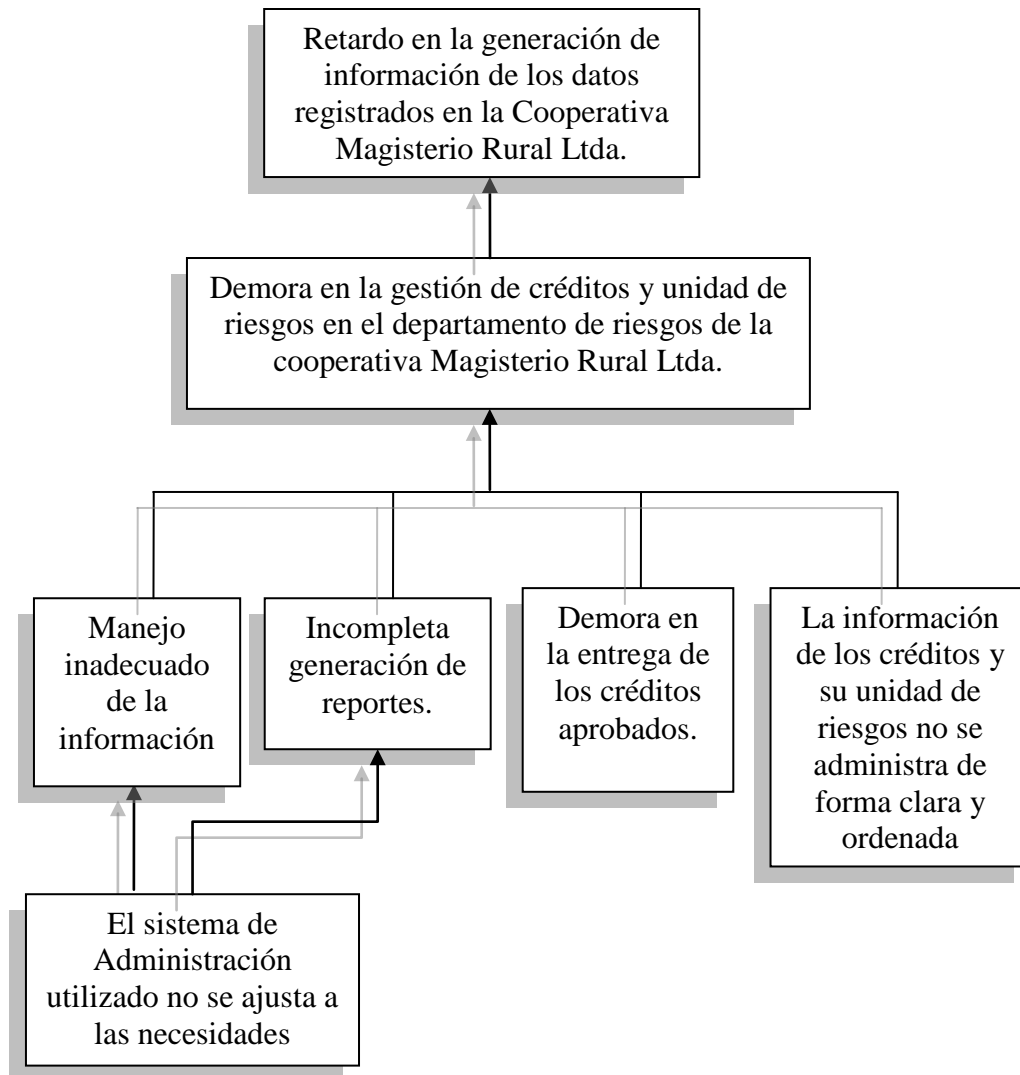 Retardo en la generación de
información de los datos
registrados en la Cooperativa
Magisterio Rural Ltda.
Demora en la gestión de créditos y unidad de
riesgos en el departamento de riesgos de la
cooperativa Magisterio Rural Ltda.
Manejo
inadecuado
de la
información
Incompleta
generación de
reportes.
Demora en
la entrega de
los créditos
aprobados.
La información
de los créditos y
su unidad de
riesgos no se
administra de
forma clara y
ordenada
El sistema de
Administración
utilizado no se ajusta a
las necesidades